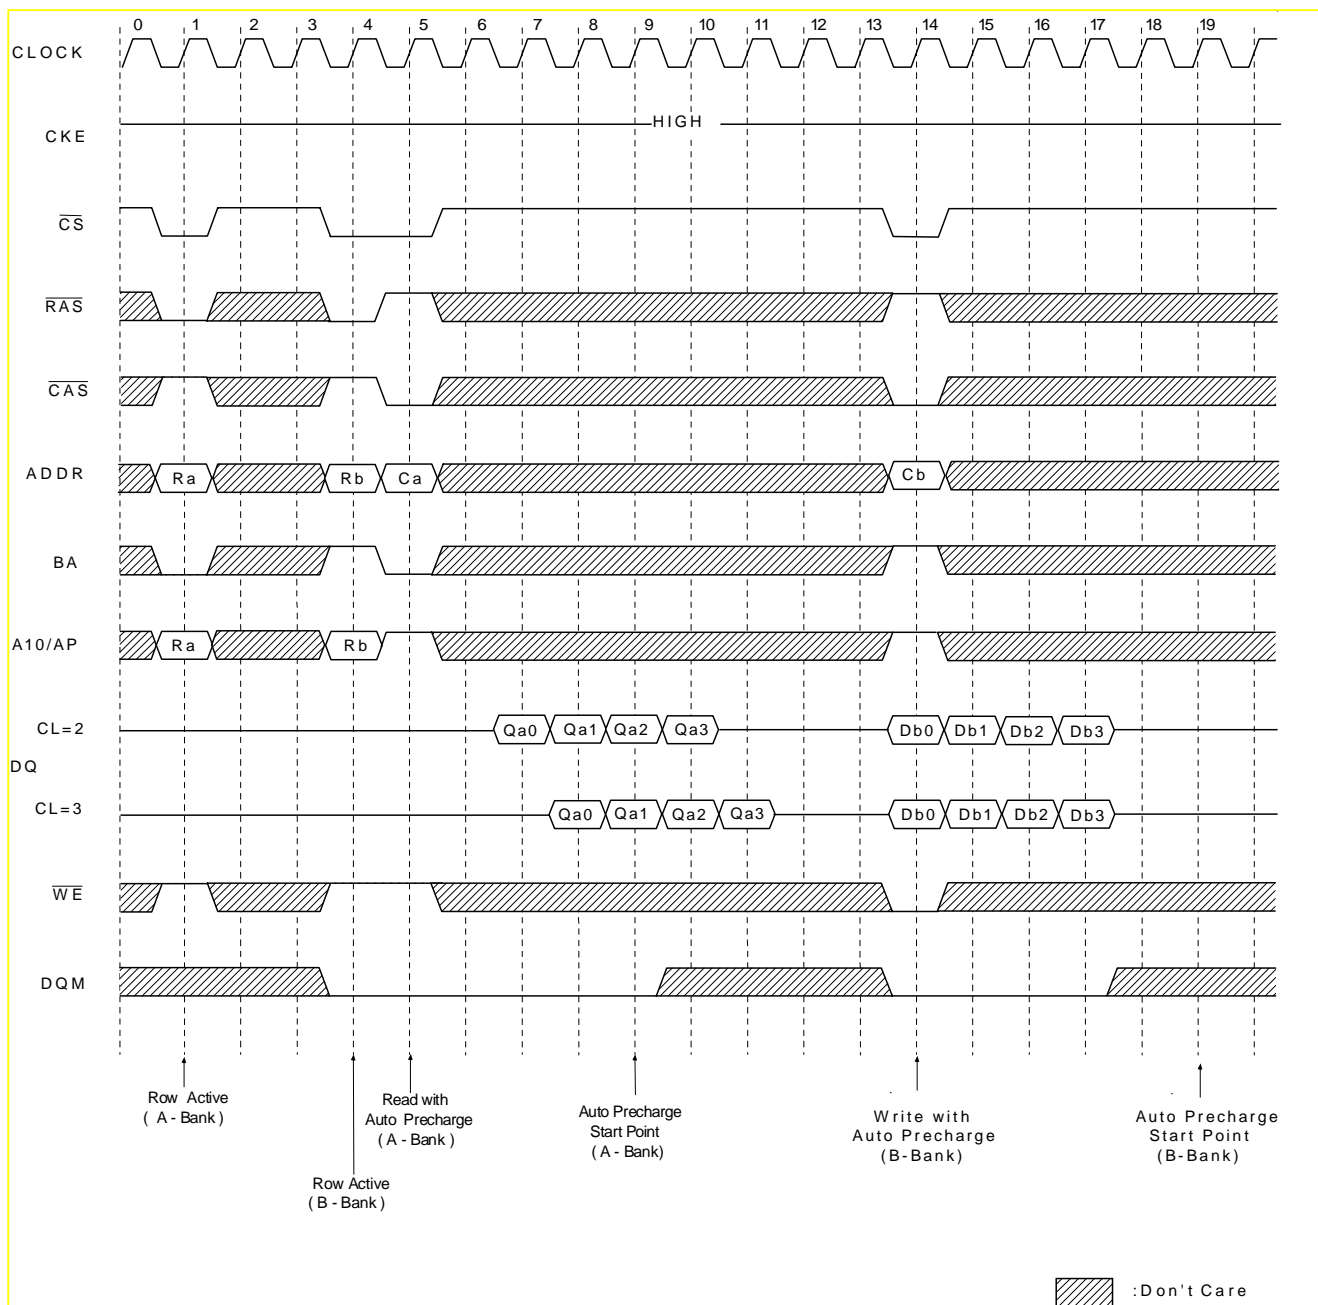 0 1 2 3 4 5 6 7 8 9 10 11 12 13 14 15 16 17 18 19
CLOCK
CKE HIGH
CS
RAS
CAS
ADDR Ra Rb Ca Cb
BA
A10/AP Ra Rb
CL=2 Qa0 Qa1 Qa2 Qa3 Db0 Db1 Db2 Db3
DQ
CL=3 Qa0 Qa1 Qa2 Qa3 Db0 Db1 Db2 Db3
WE
DQM
Row Active
( A - Bank )
Row Active
( B - Bank )
Read with
Auto Precharge
( A - Bank )
Auto Precharge
Start Point
( A - Bank)
Write with
Auto Precharge
(B-Bank)
Auto Precharge
Start Point
(B-Bank)
:Don't Care